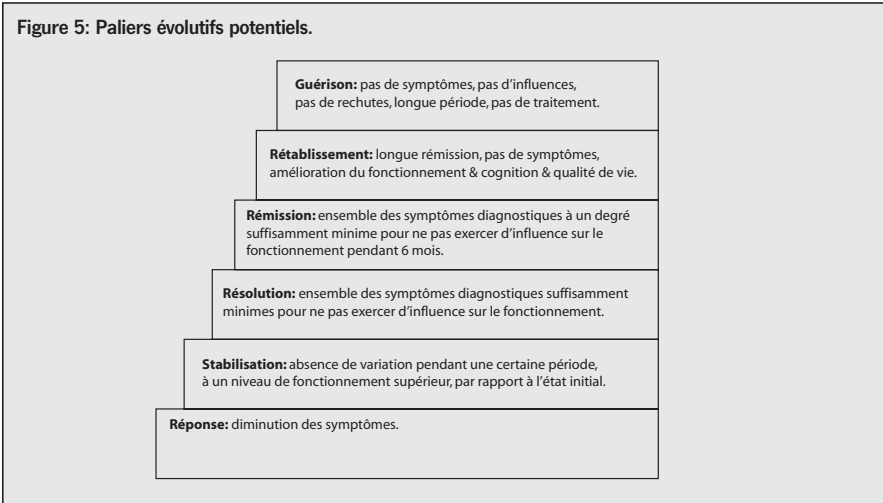 Figure 5: Paliers évolutifs potentiels.
Guérison: pas de symptômes, pas d'influences,
pas de rechutes, longue période, pas de traitement.
Rétablissement: longue rémission, pas de symptômes,
amélioration du fonctionnement & cognition & qualité de vie.
Rémission: ensemble des symptômes diagnostiques à un degré
suffisamment minime pour ne pas exercer d'influence sur le
fonctionnement pendant 6 mois.
Résolution: ensemble des symptômes diagnostiques suffisamment
minimes pour ne pas exercer d'influence sur le fonctionnement.
Stabilisation: absence de variation pendant une certaine période,
à un niveau de fonctionnement supérieur, par rapport à l'état initial.
Réponse: diminution des symptômes.